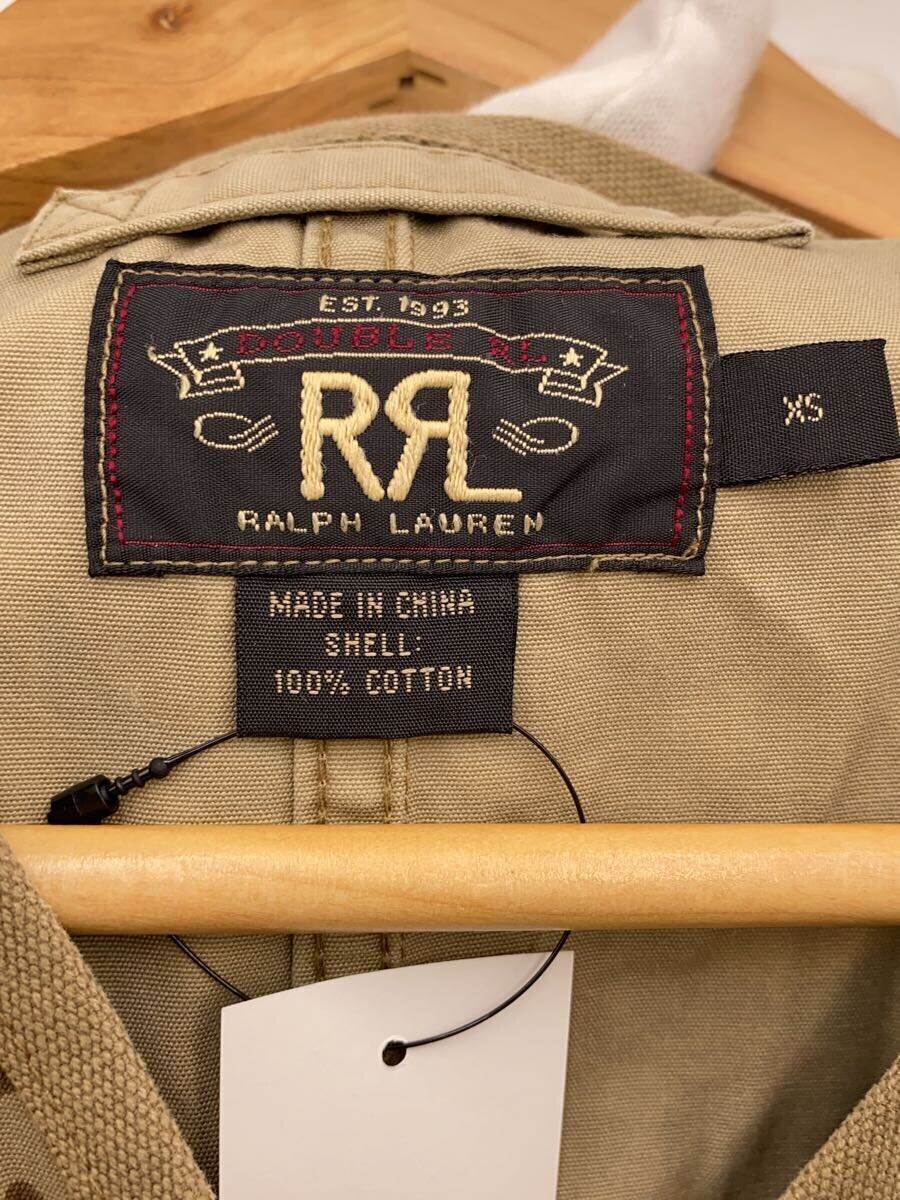 EST. 1993
DOUBLE RL
RRL
RALPH LAUREN
XS
MADE IN CHINA
SHELL:
100% COTTON